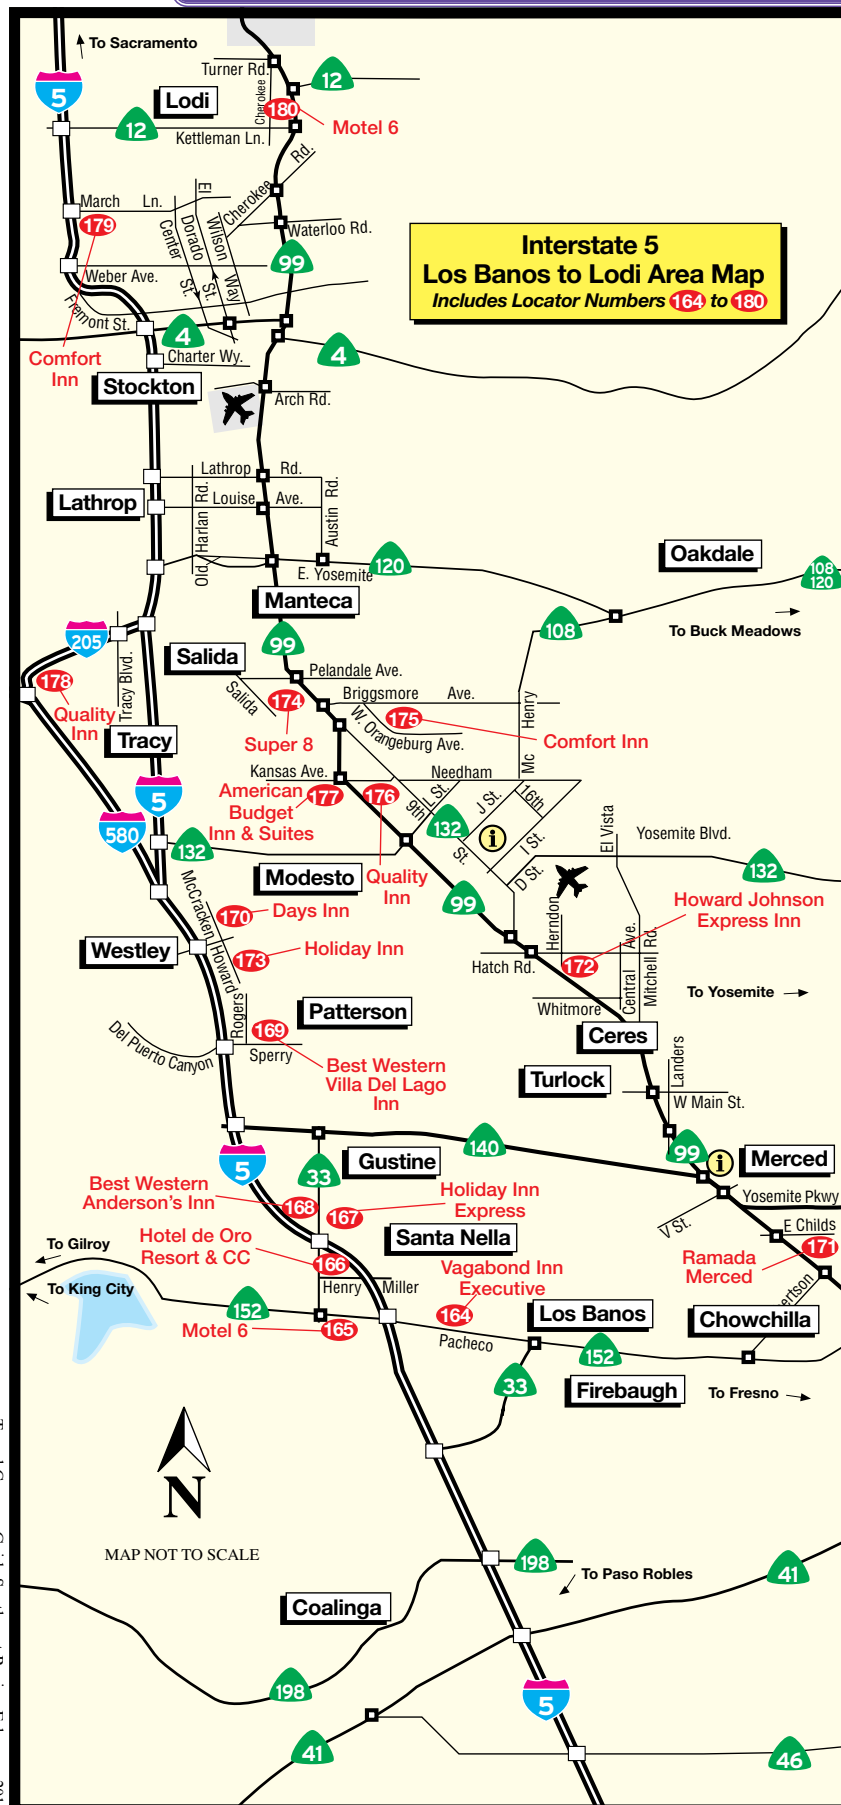 To Sacramento
Turner Rd.
12
5
Lodi
Cherokee
180
Motel 6
12
Kettleman Ln.
Cherokee Rd.
March Ln.
El Dorado St.
179
Center St.
Wilson Way
Waterloo Rd.
99
Weber Ave.
Interstate 5
Los Banos to Lodi Area Map
Includes Locator Numbers 164 to 180
Fremont St.
4
4
Comfort
Inn
Charter Wy.
Stockton
Arch Rd.
Lathrop Rd.
Lathrop
Louise Ave.
Old Harlan Rd.
Austin Rd.
120
E. Yosemite
Oakdale
108
120
Manteca
108
To Buck Meadows
205
99
Salida
Tracy Blvd.
178
Quality
Inn
Pelandale Ave.
Salida
174
Super 8
Briggsmore Ave.
175
W. Orangeburg Ave.
Comfort Inn
Mc Henry
Tracy
Kansas Ave.
Needham
American
Budget
Inn & Suites
177
176
Quality
Inn
5
580
132
9th St.
L St.
J St.
16th
I St.
D St.
132
i
El Vista
Yosemite Blvd.
132
Modesto
99
McCracken
Howard
170
Days Inn
Howard Johnson
Express Inn
Westley
173
Holiday Inn
Herndon
Hatch Rd.
172
Central Ave.
Mitchell Rd.
Whitmore
To Yosemite
Rogers
Patterson
169
Sperry
Del Puerto Canyon
Best Western
Villa Del Lago
Inn
Ceres
Turlock
Landers
W Main St.
5
33
Gustine
140
99
i
Merced
Best Western
Anderson's Inn
168
Holiday Inn
Express
167
Yosemite Pkwy
V St.
E Childs
Hotel de Oro
Resort & CC
166
Santa Nella
Ramada
Merced
171
To Gilroy
To King City
Henry Miller
Vagabond Inn
Executive
164
152
Motel 6
165
Pacheco
Los Banos
Chowchilla
ertson
152
33
Firebaugh
To Fresno
N
MAP NOT TO SCALE
198
To Paso Robles
41
Coalinga
198
5
41
46